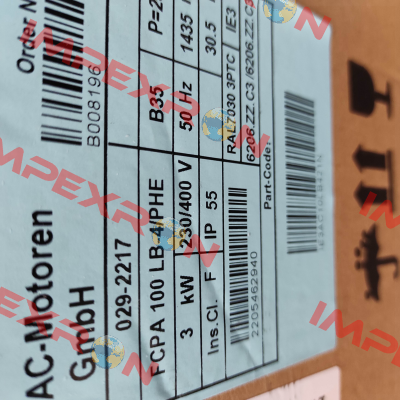 AC-Motoren
GmbH
Order N
B008196
029-2217
FCPA 100 LB-4/PHE
B35
P=2
3 kW
230/400 V
50 Hz
1435
Ins.Cl. F
IP 55
30.5
RAL7030 3PTC
IE3
6206.ZZ.C3 /6206.ZZ.C3
2205462940
Part-Code:
IMPEXRON
IMPEXRON